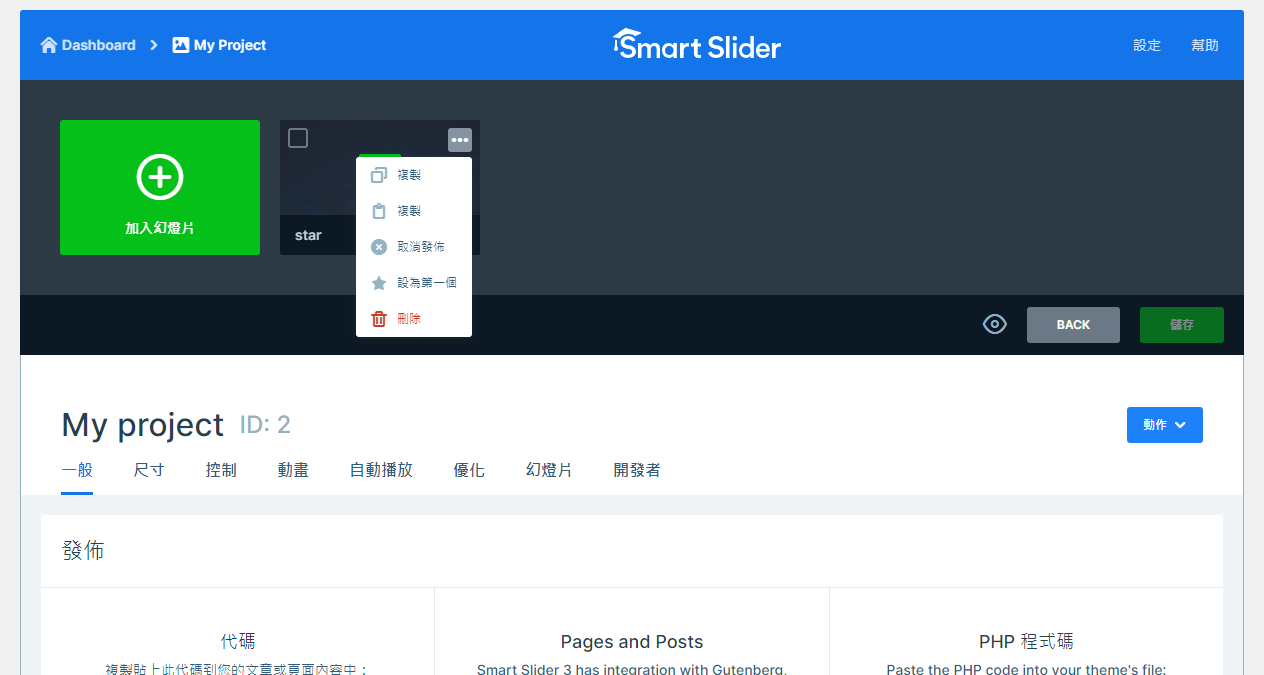 Dashboard
My Project
Smart Slider
設定
幫助
加入幻燈片
star
複製
複製
取消發佈
設為第一個
刪除
BACK
儲存
My project
ID: 2
動作
一般
尺寸
控制
動畫
自動播放
優化
幻燈片
開發者
發佈
代碼
複製貼上此代碼到您的文章或頁面內容中：
Pages and Posts
Smart Slider 3 has integration with Gutenberg,
PHP 程式碼
Paste the PHP code into your theme's file: